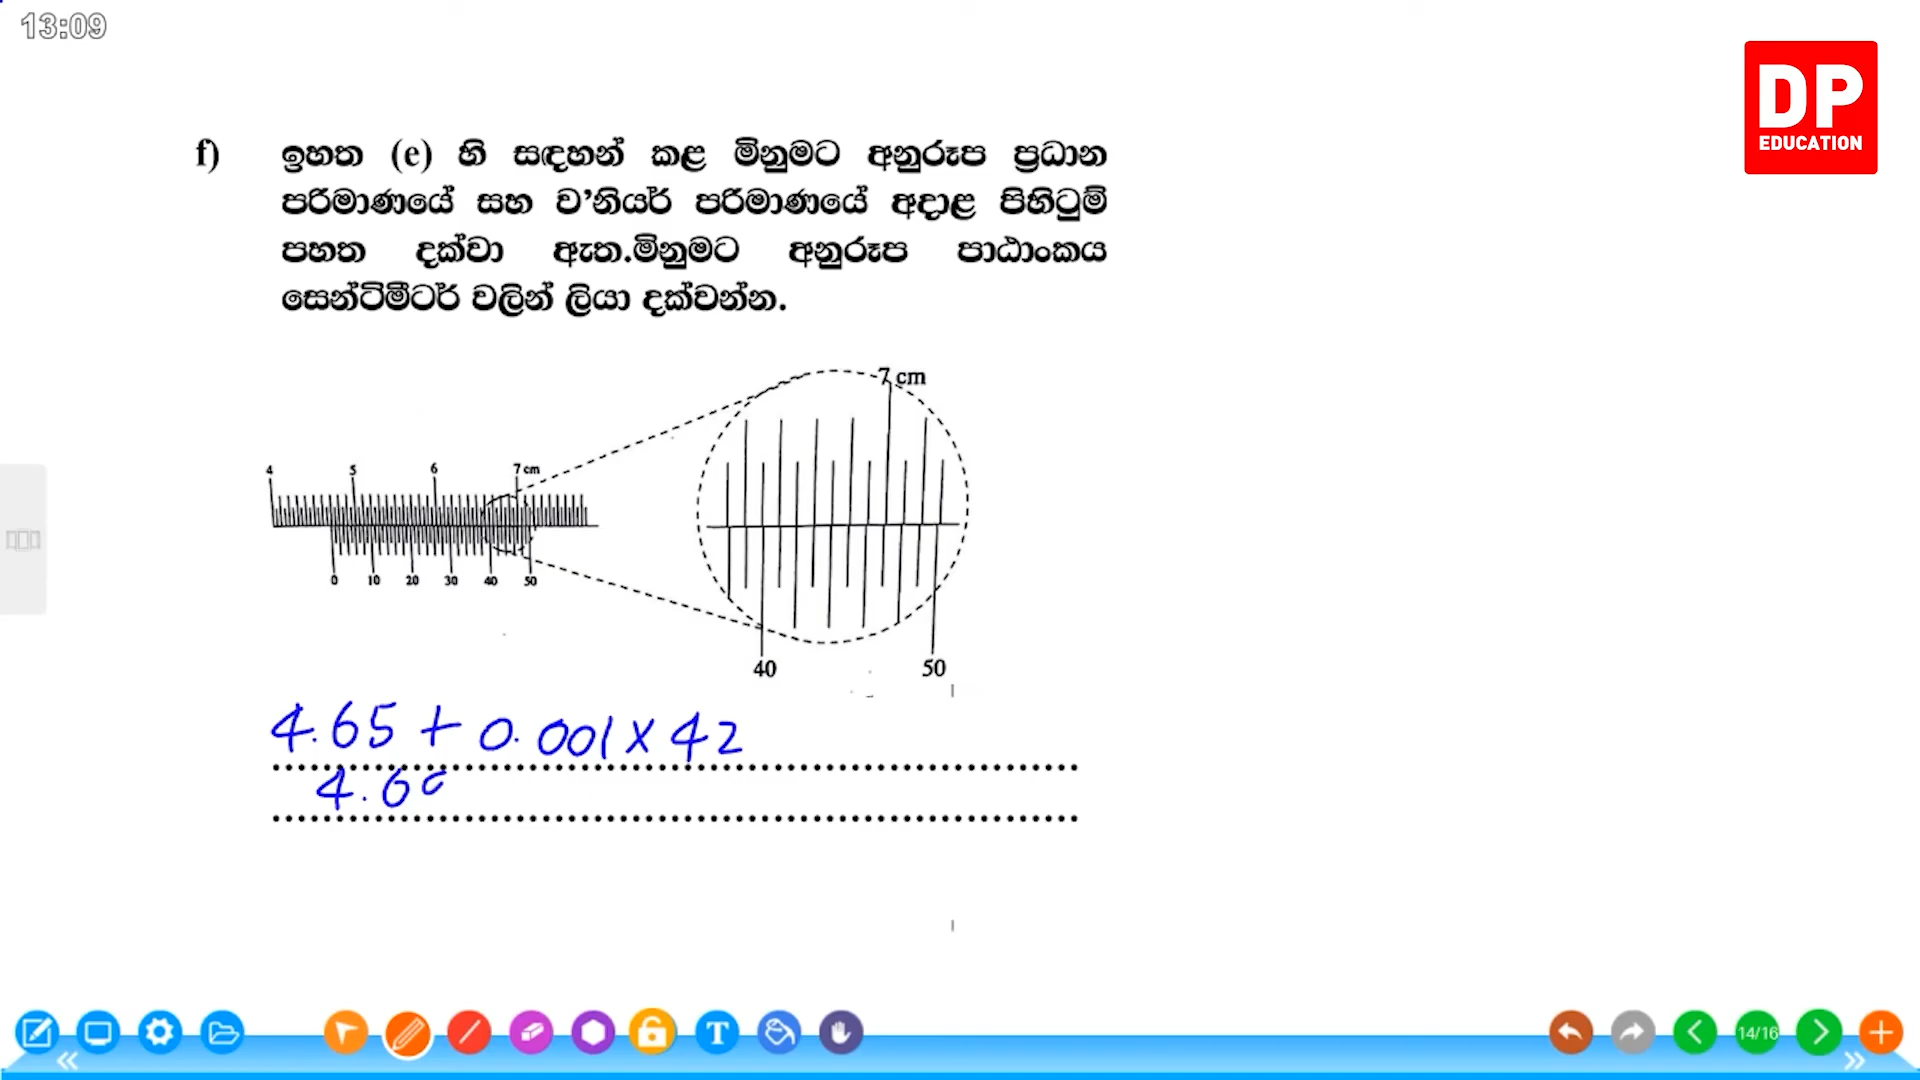 13:09
DP
EDUCATION
f) ඉහත (e) හි සඳහන් කළ මිනුමට අනුරූප ප්‍රධාන
පරිමාණයේ සහ ව'නියර් පරිමාණයේ අදාළ පිහිටුම්
පහත දක්වා ඇත.මිනුමට අනුරූප පාඨාංකය
සෙන්ටිමීටර් වලින් ලියා දක්වන්න.
7 cm
4 5 6 7 cm
0 10 20 30 40 50
40 50
4.65 + 0.001 × 42
4.6
T
14/16